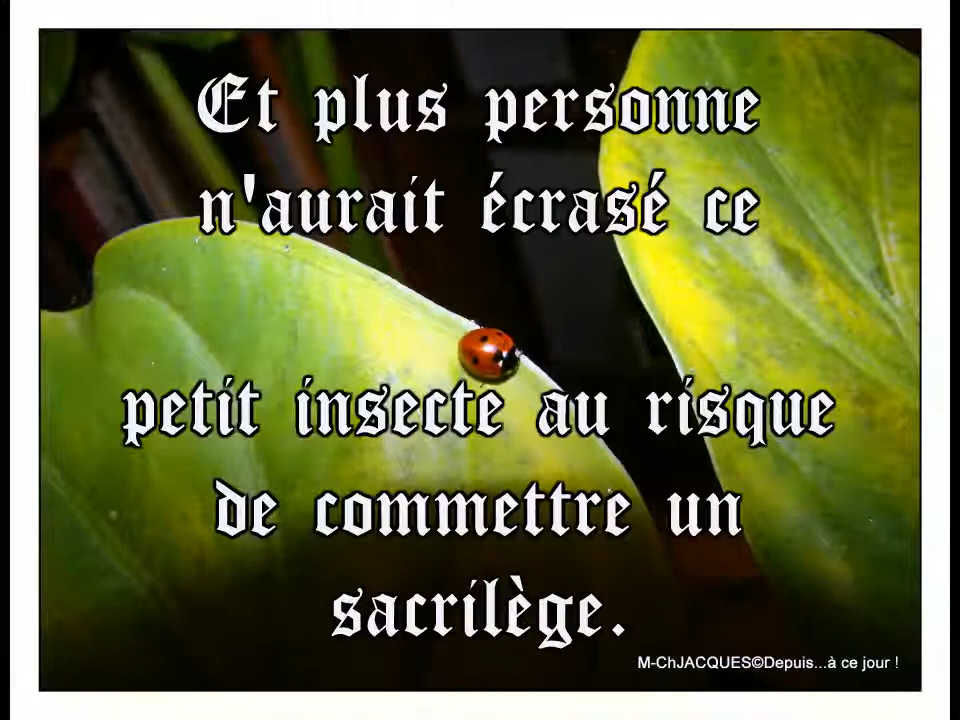 Et plus personne
n'aurait écrasé ce
petit insecte au risque
de commettre un
sacrilège.
M-ChJACQUES©Depuis...à ce jour !